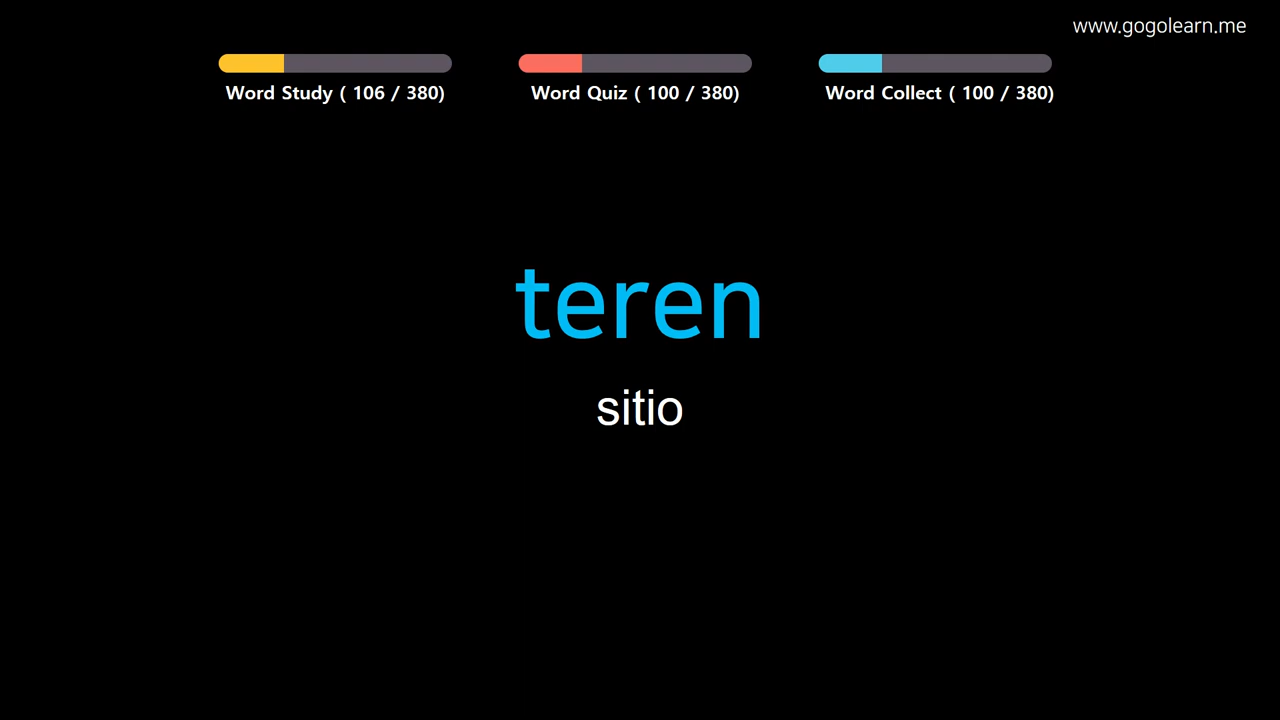 www.gogolearn.me
Word Study ( 106 / 380)
Word Quiz ( 100 / 380)
Word Collect ( 100 / 380)
teren
sitio